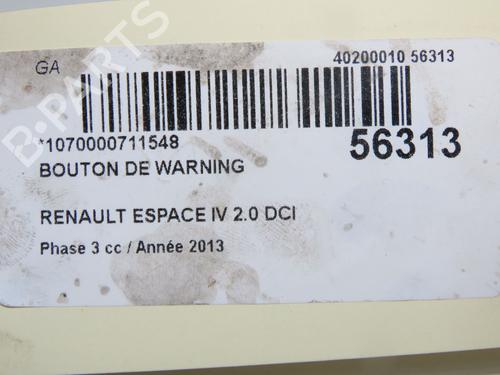 GA
40200010 56313
*1070000711548
56313
BOUTON DE WARNING
RENAULT ESPACE IV 2.0 DCI
Phase 3 cc / Année 2013
B-PARTS